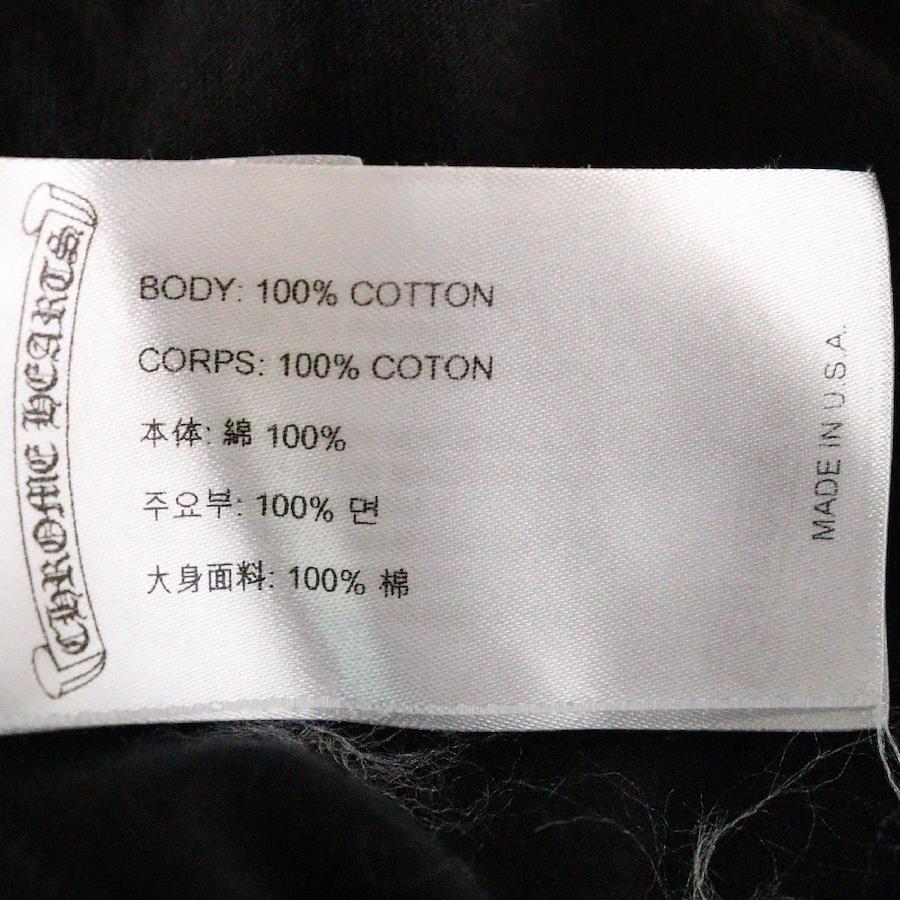 CHROME HEARTS
BODY: 100% COTTON
CORPS: 100% COTON
本体: 綿 100%
주요부: 100% 면
大身面料: 100% 棉
MADE IN U.S.A.